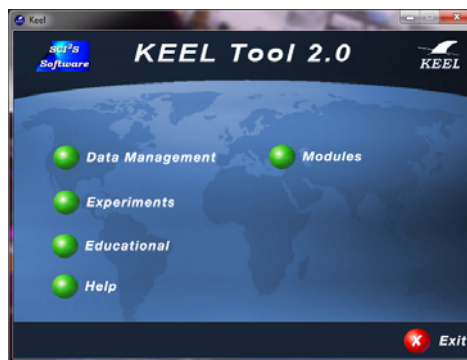 Keel
SCI²S
Software
KEEL Tool 2.0
KEEL
Data Management
Modules
Experiments
Educational
Help
X Exit